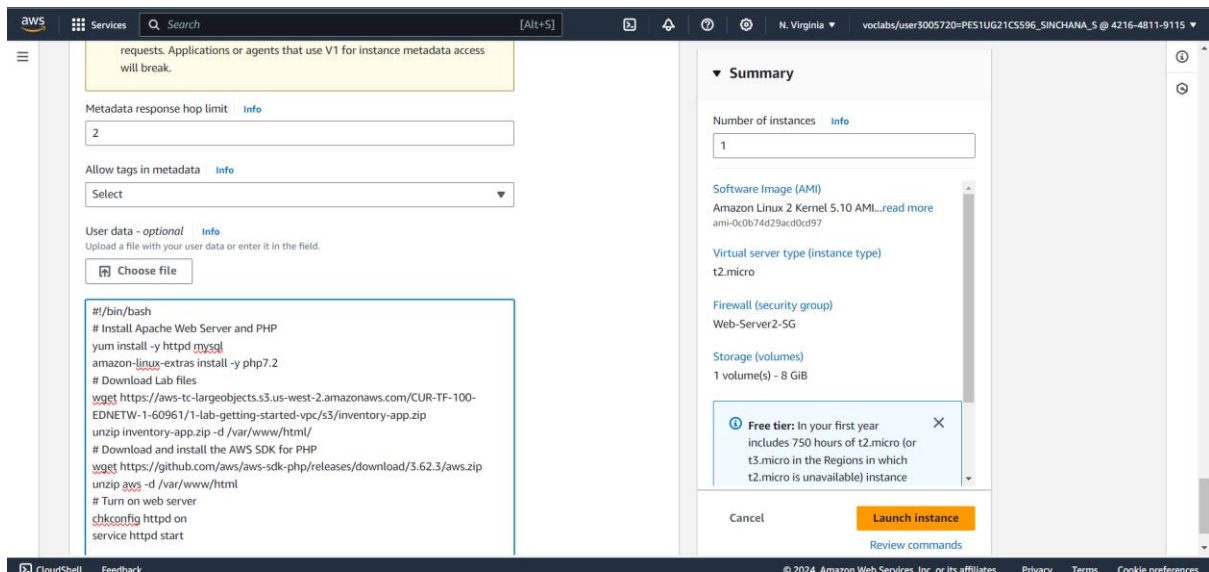 aws Services Search [Alt+S] N. Virginia voclabs/user3005720=PES1UG21CS596_SINCHANA_S @ 4216-4811-9115
requests. Applications or agents that use V1 for instance metadata access
will break.
Metadata response hop limit Info
2
Allow tags in metadata Info
Select
User data - optional Info
Upload a file with your user data or enter it in the field.
Choose file
#!/bin/bash
# Install Apache Web Server and PHP
yum install -y httpd mysql
amazon-linux-extras install -y php7.2
# Download Lab files
wget https://aws-tc-largeobjects.s3.us-west-2.amazonaws.com/CUR-TF-100-
EDNETW-1-60961/1-lab-getting-started-vpc/s3/inventory-app.zip
unzip inventory-app.zip -d /var/www/html/
# Download and install the AWS SDK for PHP
wget https://github.com/aws/aws-sdk-php/releases/download/3.62.3/aws.zip
unzip aws -d /var/www/html
# Turn on web server
chkconfig httpd on
service httpd start
Summary
Number of instances Info
1
Software Image (AMI)
Amazon Linux 2 Kernel 5.10 AMI...read more
ami-0c0b74d29acd0cd97
Virtual server type (instance type)
t2.micro
Firewall (security group)
Web-Server2-SG
Storage (volumes)
1 volume(s) - 8 GiB
Free tier: In your first year
includes 750 hours of t2.micro (or
t3.micro in the Regions in which
t2.micro is unavailable) instance
Cancel Launch instance
Review commands
CloudShell Feedback © 2024, Amazon Web Services, Inc. or its affiliates. Privacy Terms Cookie preferences